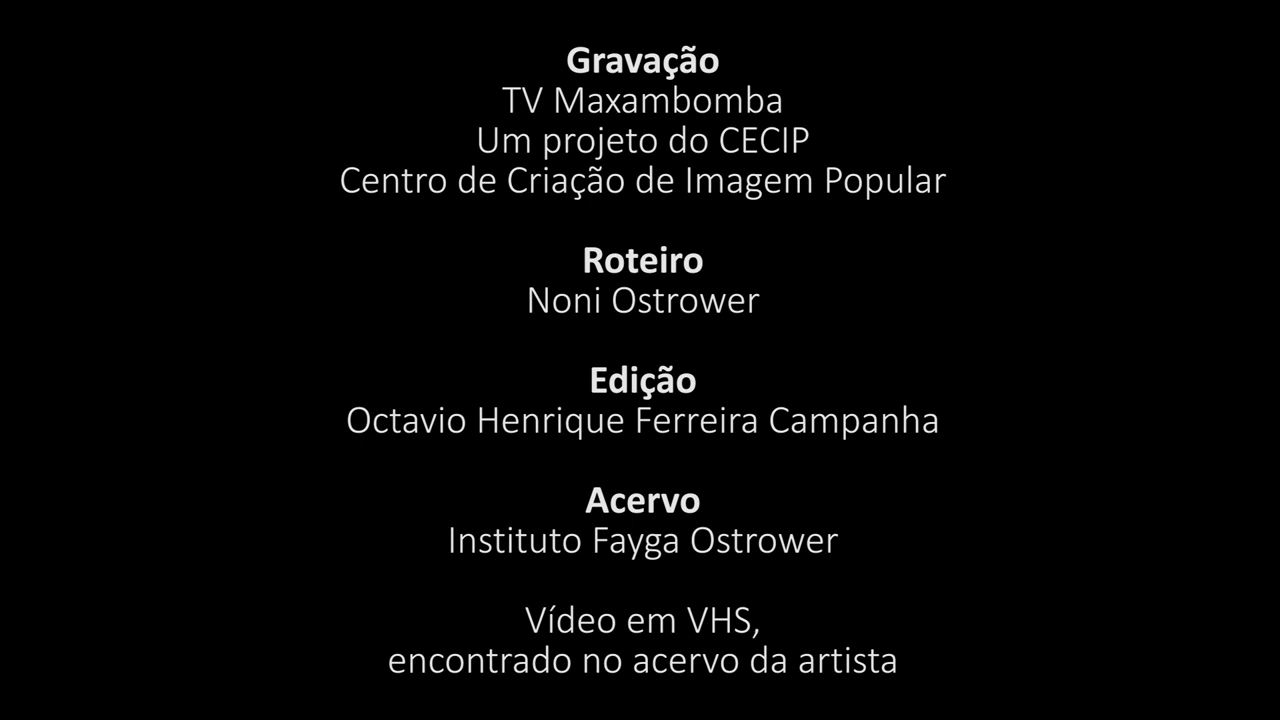 Gravação
TV Maxambomba
Um projeto do CECIP
Centro de Criação de Imagem Popular
Roteiro
Noni Ostrower
Edição
Octavio Henrique Ferreira Campanha
Acervo
Instituto Fayga Ostrower
Vídeo em VHS,
encontrado no acervo da artista